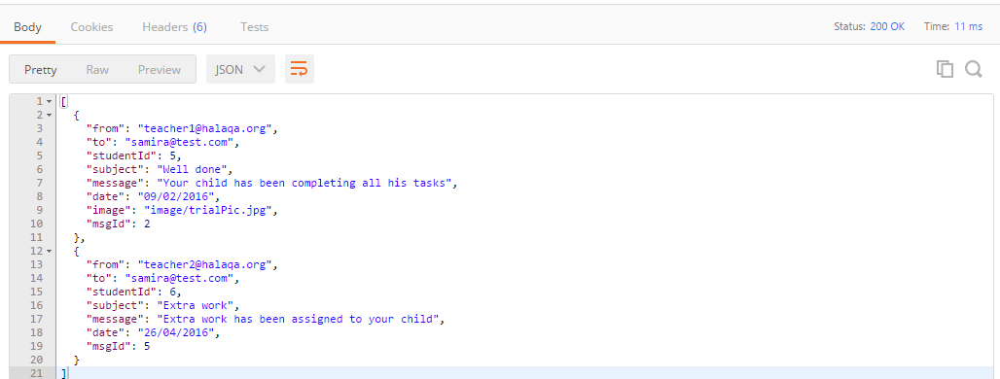 Body Cookies Headers (6) Tests Status: 200 OK Time: 11 ms
Pretty Raw Preview JSON
1 [
2 {
3 "from": "teacher1@halaqa.org",
4 "to": "samira@test.com",
5 "studentId": 5,
6 "subject": "Well done",
7 "message": "Your child has been completing all his tasks",
8 "date": "09/02/2016",
9 "image": "image/trialPic.jpg",
10 "msgId": 2
11 },
12 {
13 "from": "teacher2@halaqa.org",
14 "to": "samira@test.com",
15 "studentId": 6,
16 "subject": "Extra work",
17 "message": "Extra work has been assigned to your child",
18 "date": "26/04/2016",
19 "msgId": 5
20 }
21 ]